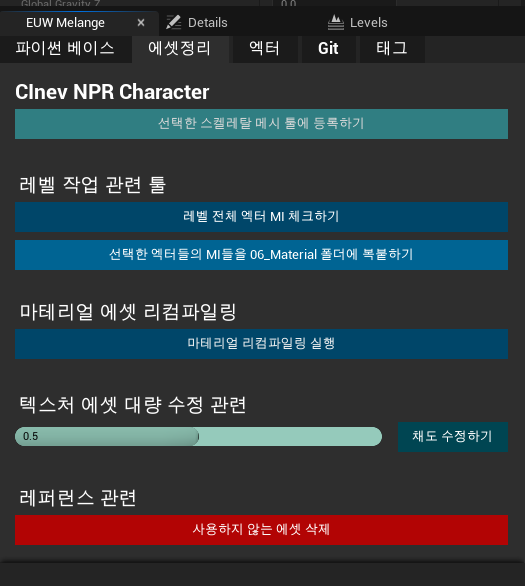 Global Gravity Z 0.0
EUW Melange × Details Levels
파이썬 베이스 에셋정리 엑터 Git 태그
CInev NPR Character
선택한 스켈레탈 메시 툴에 등록하기
레벨 작업 관련 툴
레벨 전체 엑터 MI 체크하기
선택한 엑터들의 MI들을 06_Material 폴더에 복붙하기
마테리얼 에셋 리컴파일링
마테리얼 리컴파일링 실행
텍스처 에셋 대량 수정 관련
0.5 채도 수정하기
레퍼런스 관련
사용하지 않는 에셋 삭제